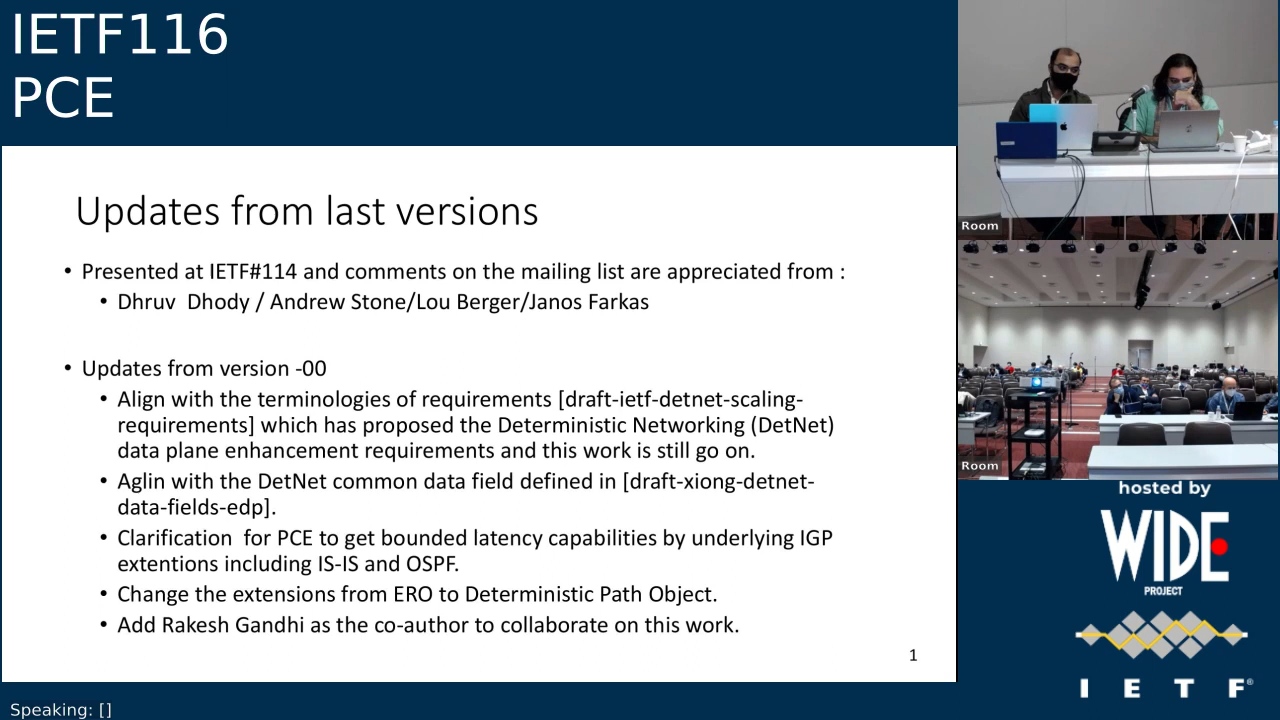 IETF116
PCE
Updates from last versions
• Presented at IETF#114 and comments on the mailing list are appreciated from :
• Dhruv  Dhody / Andrew Stone/Lou Berger/Janos Farkas
• Updates from version -00
• Align with the terminologies of requirements [draft-ietf-detnet-scaling-
requirements] which has proposed the Deterministic Networking (DetNet)
data plane enhancement requirements and this work is still go on.
• Aglin with the DetNet common data field defined in [draft-xiong-detnet-
data-fields-edp].
• Clarification  for PCE to get bounded latency capabilities by underlying IGP
extentions including IS-IS and OSPF.
• Change the extensions from ERO to Deterministic Path Object.
• Add Rakesh Gandhi as the co-author to collaborate on this work.
1
Room
Room
hosted by
WIDE
PROJECT
I E T F®
Speaking: []